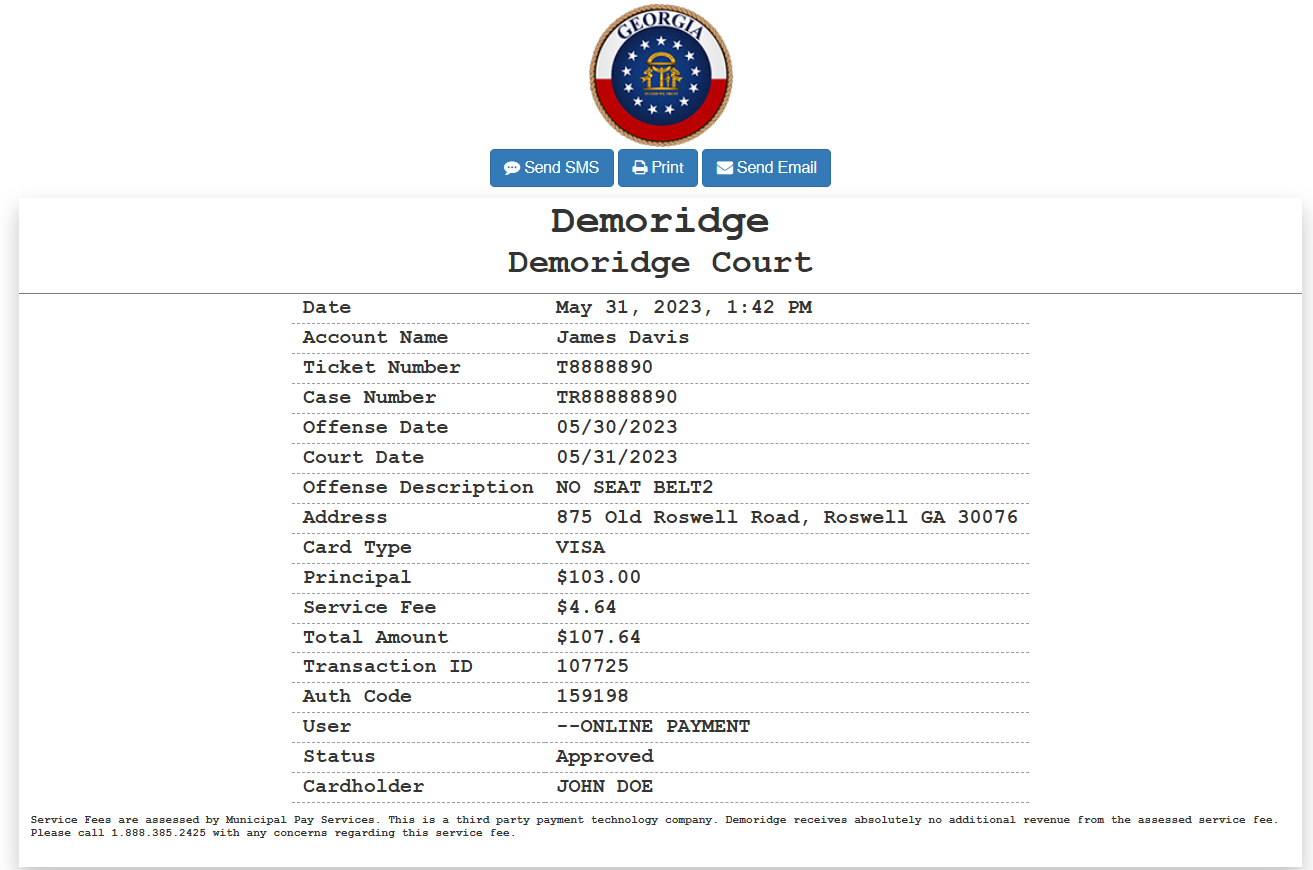 GEORGIA
Send SMS Print Send Email
Demoridge
Demoridge Court
Date May 31, 2023, 1:42 PM
Account Name James Davis
Ticket Number T8888890
Case Number TR88888890
Offense Date 05/30/2023
Court Date 05/31/2023
Offense Description NO SEAT BELT2
Address 875 Old Roswell Road, Roswell GA 30076
Card Type VISA
Principal $103.00
Service Fee $4.64
Total Amount $107.64
Transaction ID 107725
Auth Code 159198
User --ONLINE PAYMENT
Status Approved
Cardholder JOHN DOE
Service Fees are assessed by Municipal Pay Services. This is a third party payment technology company. Demoridge receives absolutely no additional revenue from the assessed service fee.
Please call 1.888.385.2425 with any concerns regarding this service fee.